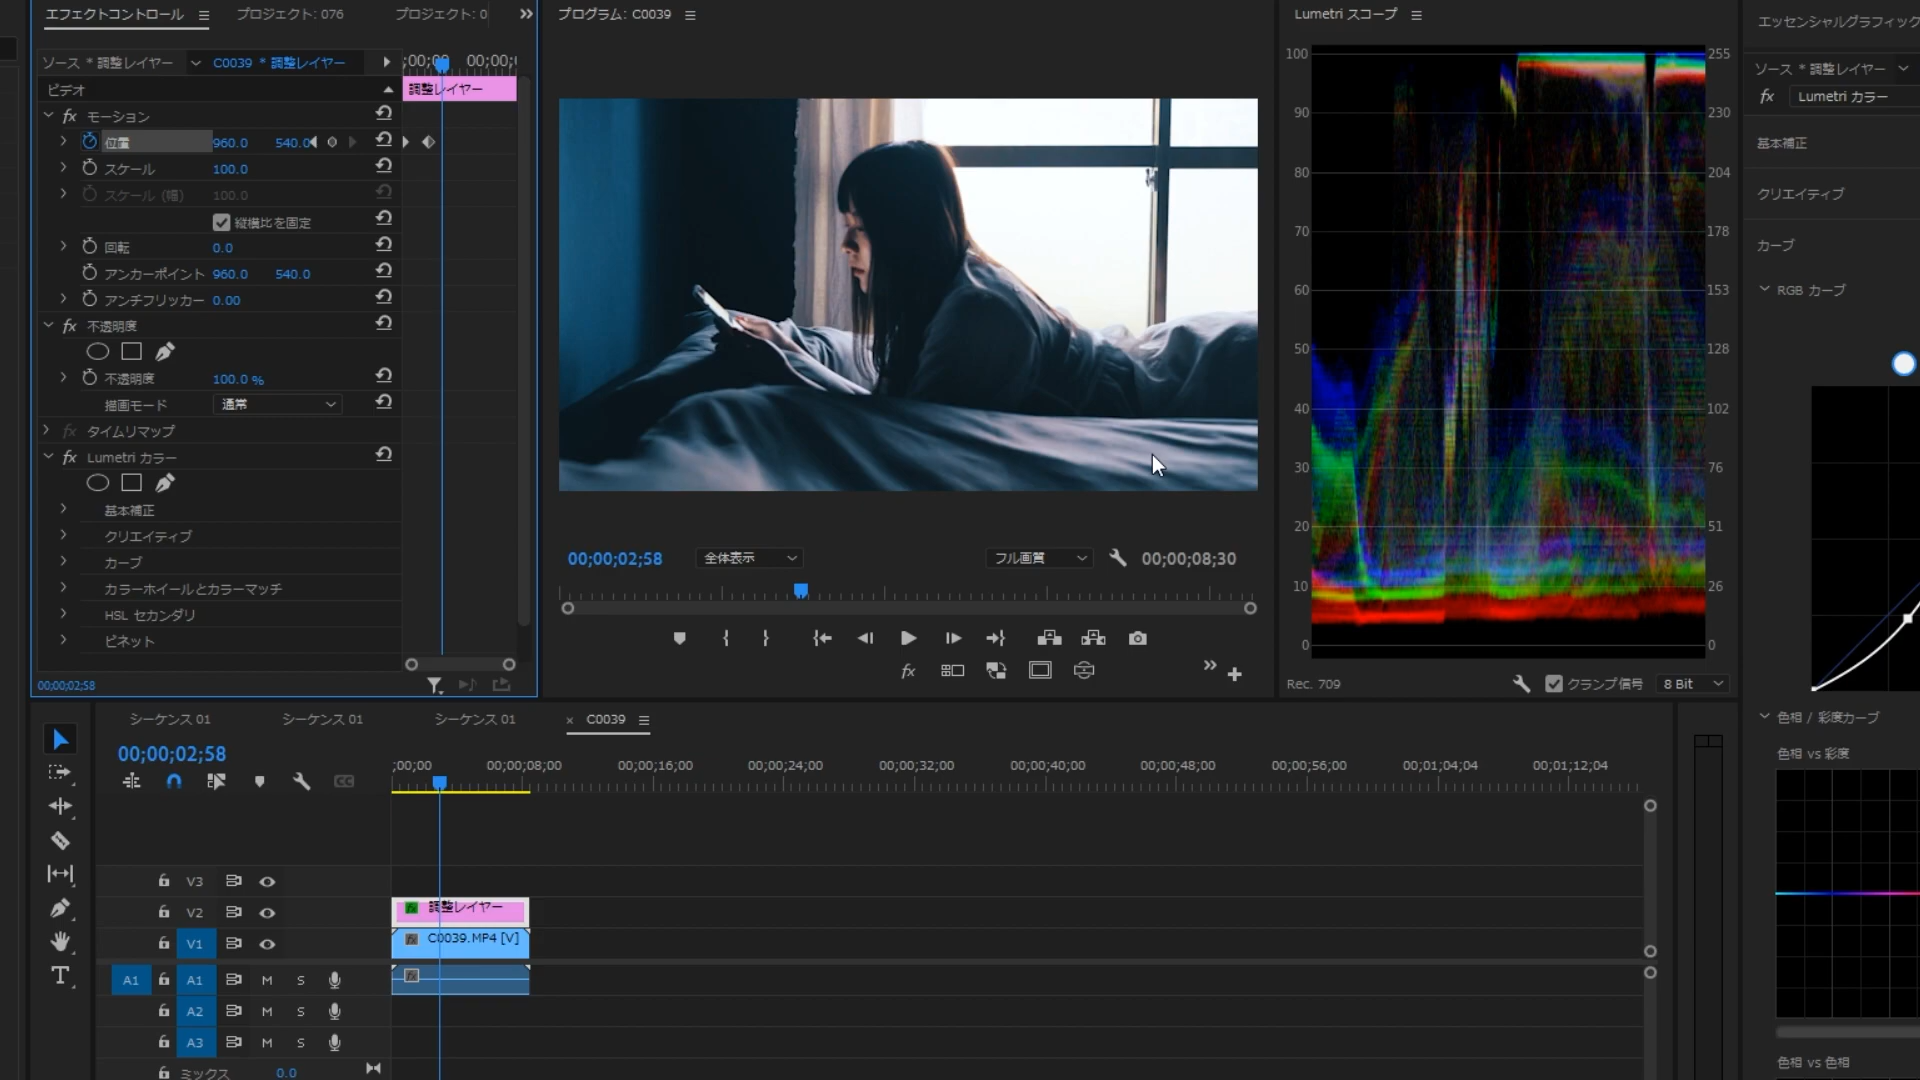 エフェクトコントロール
プロジェクト: 076
プロジェクト: 0
ソース * 調整レイヤー
C0039 * 調整レイヤー
;00;00
00;00;
ビデオ
調整レイヤー
fx モーション
位置 960.0 540.0
スケール 100.0
スケール (幅) 100.0
縦横比を固定
回転 0.0
アンカーポイント 960.0 540.0
アンチフリッカー 0.00
fx 不透明度
不透明度 100.0 %
描画モード 通常
fx タイムリマップ
fx Lumetri カラー
基本補正
クリエイティブ
カーブ
カラーホイールとカラーマッチ
HSL セカンダリ
ビネット
00;00;02;58
プログラム: C0039
00;00;02;58
全体表示
フル画質
00;00;08;30
fx
Lumetri スコープ
100 255
90 230
80 204
70 178
60 153
50 128
40 102
30 76
20 51
10 26
0 0
Rec. 709
クランプ信号
8 Bit
エッセンシャルグラフィック
ソース * 調整レイヤー
fx Lumetri カラー
基本補正
クリエイティブ
カーブ
RGB カーブ
色相 / 彩度カーブ
色相 vs 彩度
色相 vs 色相
シーケンス 01
シーケンス 01
シーケンス 01
× C0039
00;00;02;58
;00;00
00;00;08;00
00;00;16;00
00;00;24;00
00;00;32;00
00;00;40;00
00;00;48;00
00;00;56;00
00;01;04;04
00;01;12;04
CC
V3
V2
fx 調整レイヤー
V1
fx C0039.MP4 [V]
A1 A1 M S
fx
A2 M S
A3 M S
ミックス 0.0
T